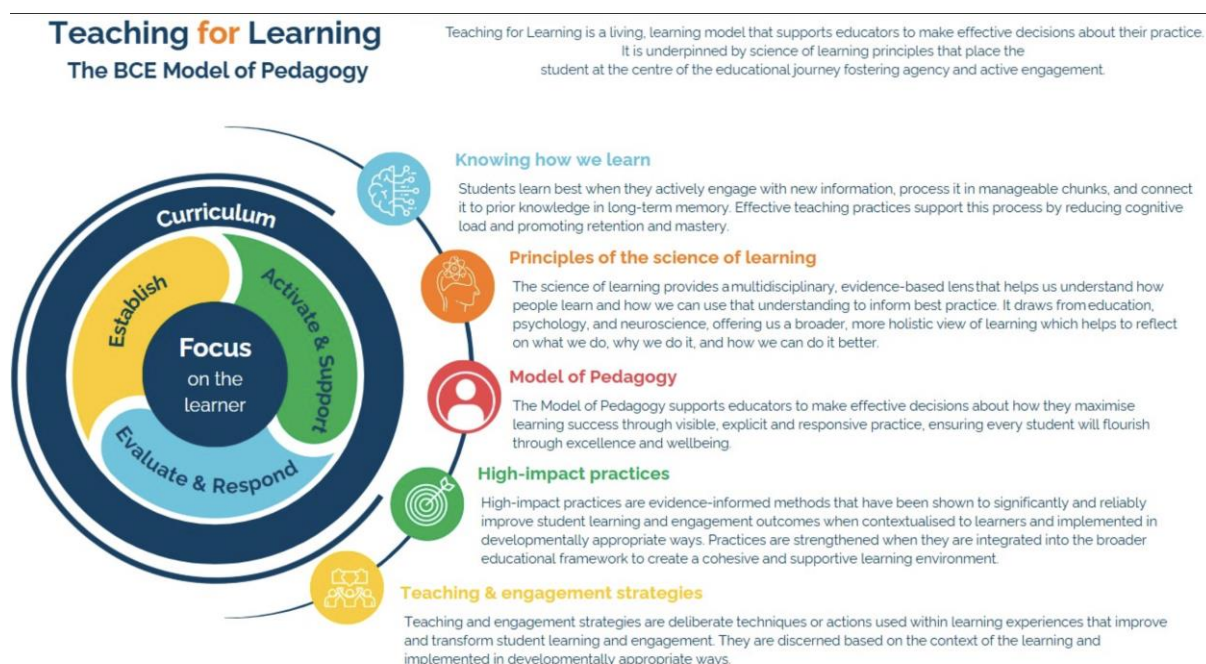 Teaching for Learning
The BCE Model of Pedagogy
Teaching for Learning is a living, learning model that supports educators to make effective decisions about their practice.
It is underpinned by science of learning principles that place the
student at the centre of the educational journey fostering agency and active engagement.
Curriculum
Establish
Activate & Support
Evaluate & Respond
Focus
on the
learner
Knowing how we learn
Students learn best when they actively engage with new information, process it in manageable chunks, and connect
it to prior knowledge in long-term memory. Effective teaching practices support this process by reducing cognitive
load and promoting retention and mastery.
Principles of the science of learning
The science of learning provides a multidisciplinary, evidence-based lens that helps us understand how
people learn and how we can use that understanding to inform best practice. It draws from education,
psychology, and neuroscience, offering us a broader, more holistic view of learning which helps to reflect
on what we do, why we do it, and how we can do it better.
Model of Pedagogy
The Model of Pedagogy supports educators to make effective decisions about how they maximise
learning success through visible, explicit and responsive practice, ensuring every student will flourish
through excellence and wellbeing.
High-impact practices
High-impact practices are evidence-informed methods that have been shown to significantly and reliably
improve student learning and engagement outcomes when contextualised to learners and implemented in
developmentally appropriate ways. Practices are strengthened when they are integrated into the broader
educational framework to create a cohesive and supportive learning environment.
Teaching & engagement strategies
Teaching and engagement strategies are deliberate techniques or actions used within learning experiences that improve
and transform student learning and engagement. They are discerned based on the context of the learning and
implemented in developmentally appropriate ways.